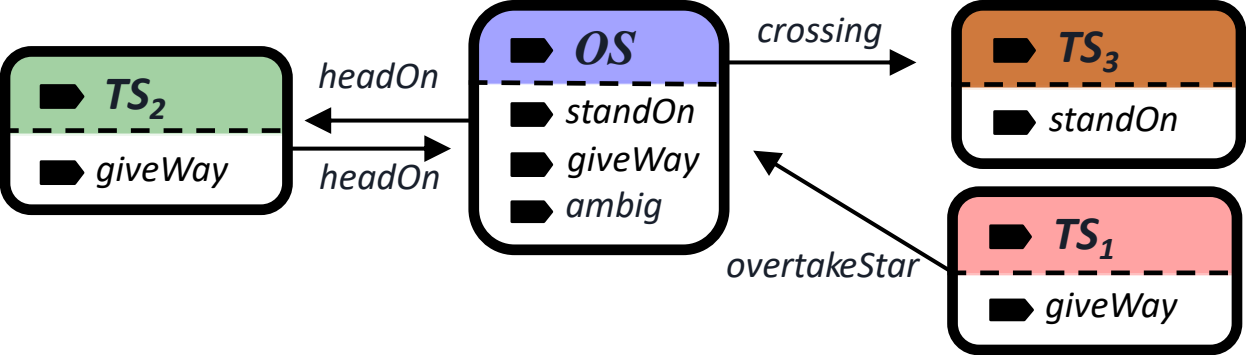 TS2
giveWay
headOn
headOn
OS
standOn
giveWay
ambig
crossing
overtakeStar
TS3
standOn
TS1
giveWay